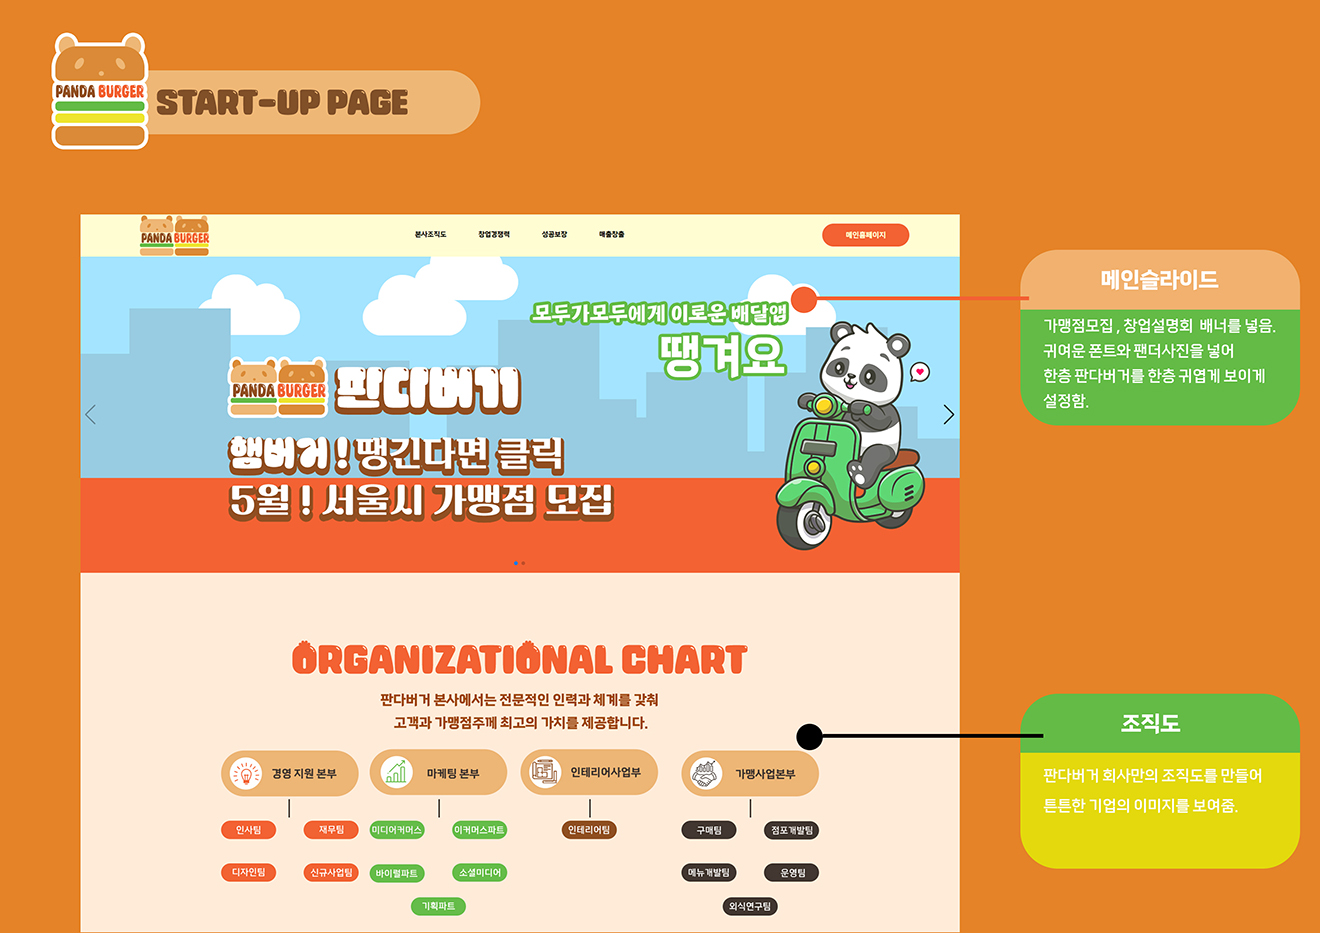 PANDA BURGER
START-UP PAGE
PANDA BURGER
본사조직도 창업경쟁력 성공보장 매출창출
메인홈페이지
모두가모두에게 이로운 배달앱
땡겨요
PANDA BURGER 판다버거
햄버거 ! 땡긴다면 클릭
5월 ! 서울시 가맹점 모집
메인슬라이드
가맹점모집 , 창업설명회 배너를 넣음.
귀여운 폰트와 팬더사진을 넣어
한층 판다버거를 한층 귀엽게 보이게
설정함.
ORGANIZATIONAL CHART
판다버거 본사에서는 전문적인 인력과 체계를 갖춰
고객과 가맹점주께 최고의 가치를 제공합니다.
조직도
판다버거 회사만의 조직도를 만들어
튼튼한 기업의 이미지를 보여줌.
경영 지원 본부 마케팅 본부 인테리어사업부 가맹사업본부
인사팀 재무팀 미디어커머스 이커머스파트 인테리어팀 구매팀 점포개발팀
디자인팀 신규사업팀 바이럴파트 소셜미디어 메뉴개발팀 운영팀
기획파트 외식연구팀